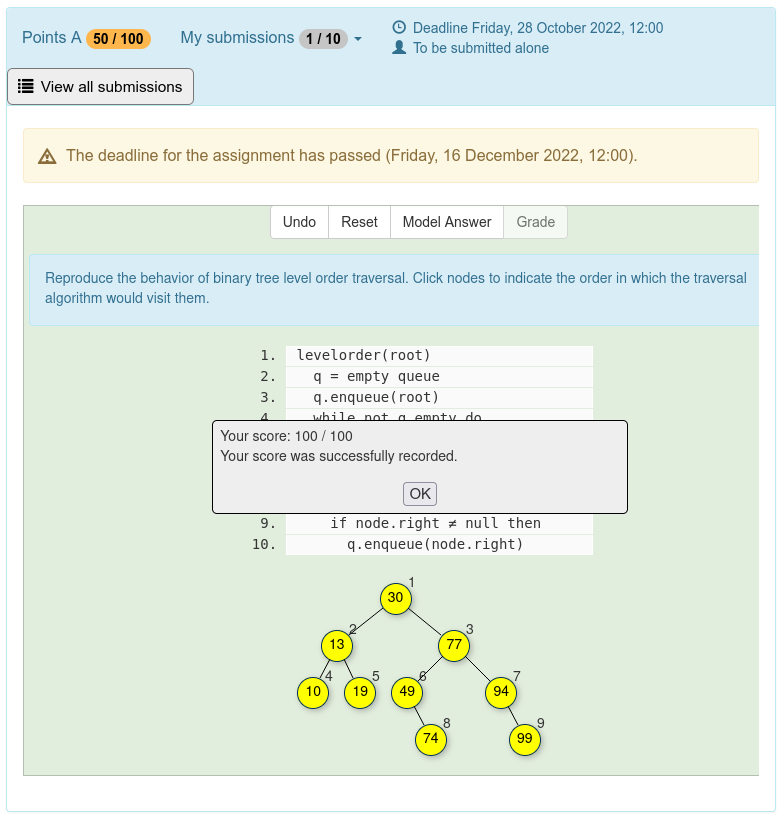 Points A 50 / 100 My submissions 1 / 10
Deadline Friday, 28 October 2022, 12:00
To be submitted alone
View all submissions
The deadline for the assignment has passed (Friday, 16 December 2022, 12:00).
Undo Reset Model Answer Grade
Reproduce the behavior of binary tree level order traversal. Click nodes to indicate the order in which the traversal
algorithm would visit them.
1. levelorder(root)
2. q = empty queue
3. q.enqueue(root)
4. while not q.empty do
Your score: 100 / 100
Your score was successfully recorded.
OK
9. if node.right ≠ null then
10. q.enqueue(node.right)
1
30
2 3
13 77
4 5 6 7
10 19 49 94
8 9
74 99